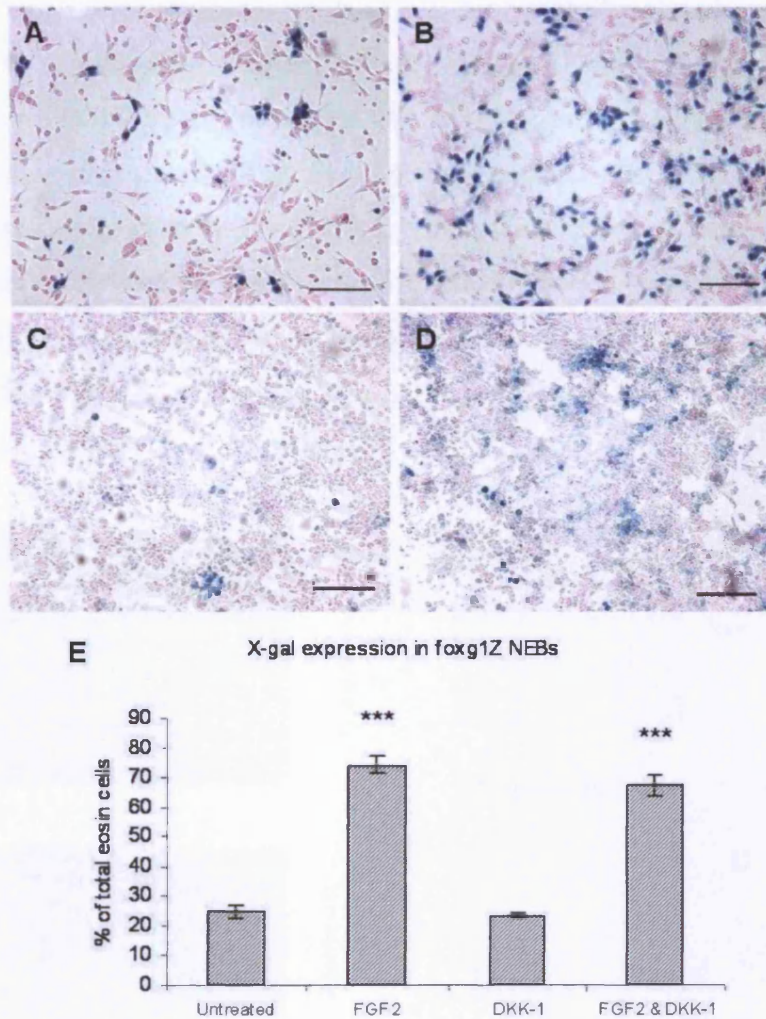 A
B
C
D
E
X-gal expression in foxg1Z NEBs
% of total eosin cells
90
80
70
60
50
40
30
20
10
0
***
***
Untreated
FGF2
DKK-1
FGF2 & DKK-1